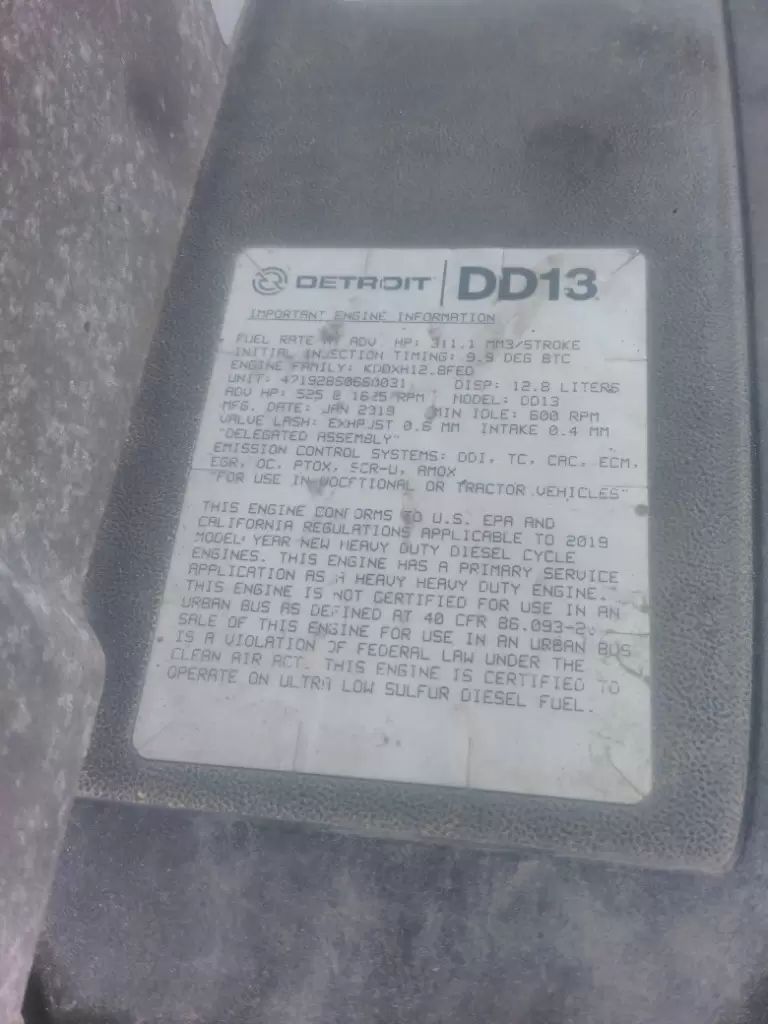 DETROIT DD13
IMPORTANT ENGINE INFORMATION
FUEL RATE AT ADV HP: 311.1 MM3/STROKE
INITIAL INJECTION TIMING: 9.9 DEG BTC
ENGINE FAMILY: KDDXH12.8FED
UNIT: 471928S0660031 DISP: 12.8 LITERS
ADV HP: 525 @ 1625 RPM MODEL: DD13
MFG. DATE: JAN 2019 MIN IDLE: 600 RPM
VALVE LASH: EXHAUST 0.6 MM INTAKE 0.4 MM
"DELEGATED ASSEMBLY"
EMISSION CONTROL SYSTEMS: DDI, TC, CAC, ECM,
EGR, OC, PTOX, SCR-U, AMOX
"FOR USE IN VOCATIONAL OR TRACTOR VEHICLES"
THIS ENGINE CONFORMS TO U.S. EPA AND
CALIFORNIA REGULATIONS APPLICABLE TO 2019
MODEL YEAR NEW HEAVY DUTY DIESEL CYCLE
ENGINES. THIS ENGINE HAS A PRIMARY SERVICE
APPLICATION AS A HEAVY HEAVY DUTY ENGINE.
THIS ENGINE IS NOT CERTIFIED FOR USE IN AN
URBAN BUS AS DEFINED AT 40 CFR
SALE OF THIS ENGINE FOR USE IN AN URBAN BUS
IS A VIOLATION OF FEDERAL LAW UNDER THE
CLEAN AIR ACT. THIS ENGINE IS CERTIFIED TO
OPERATE ON ULTRA LOW SULFUR DIESEL FUEL.